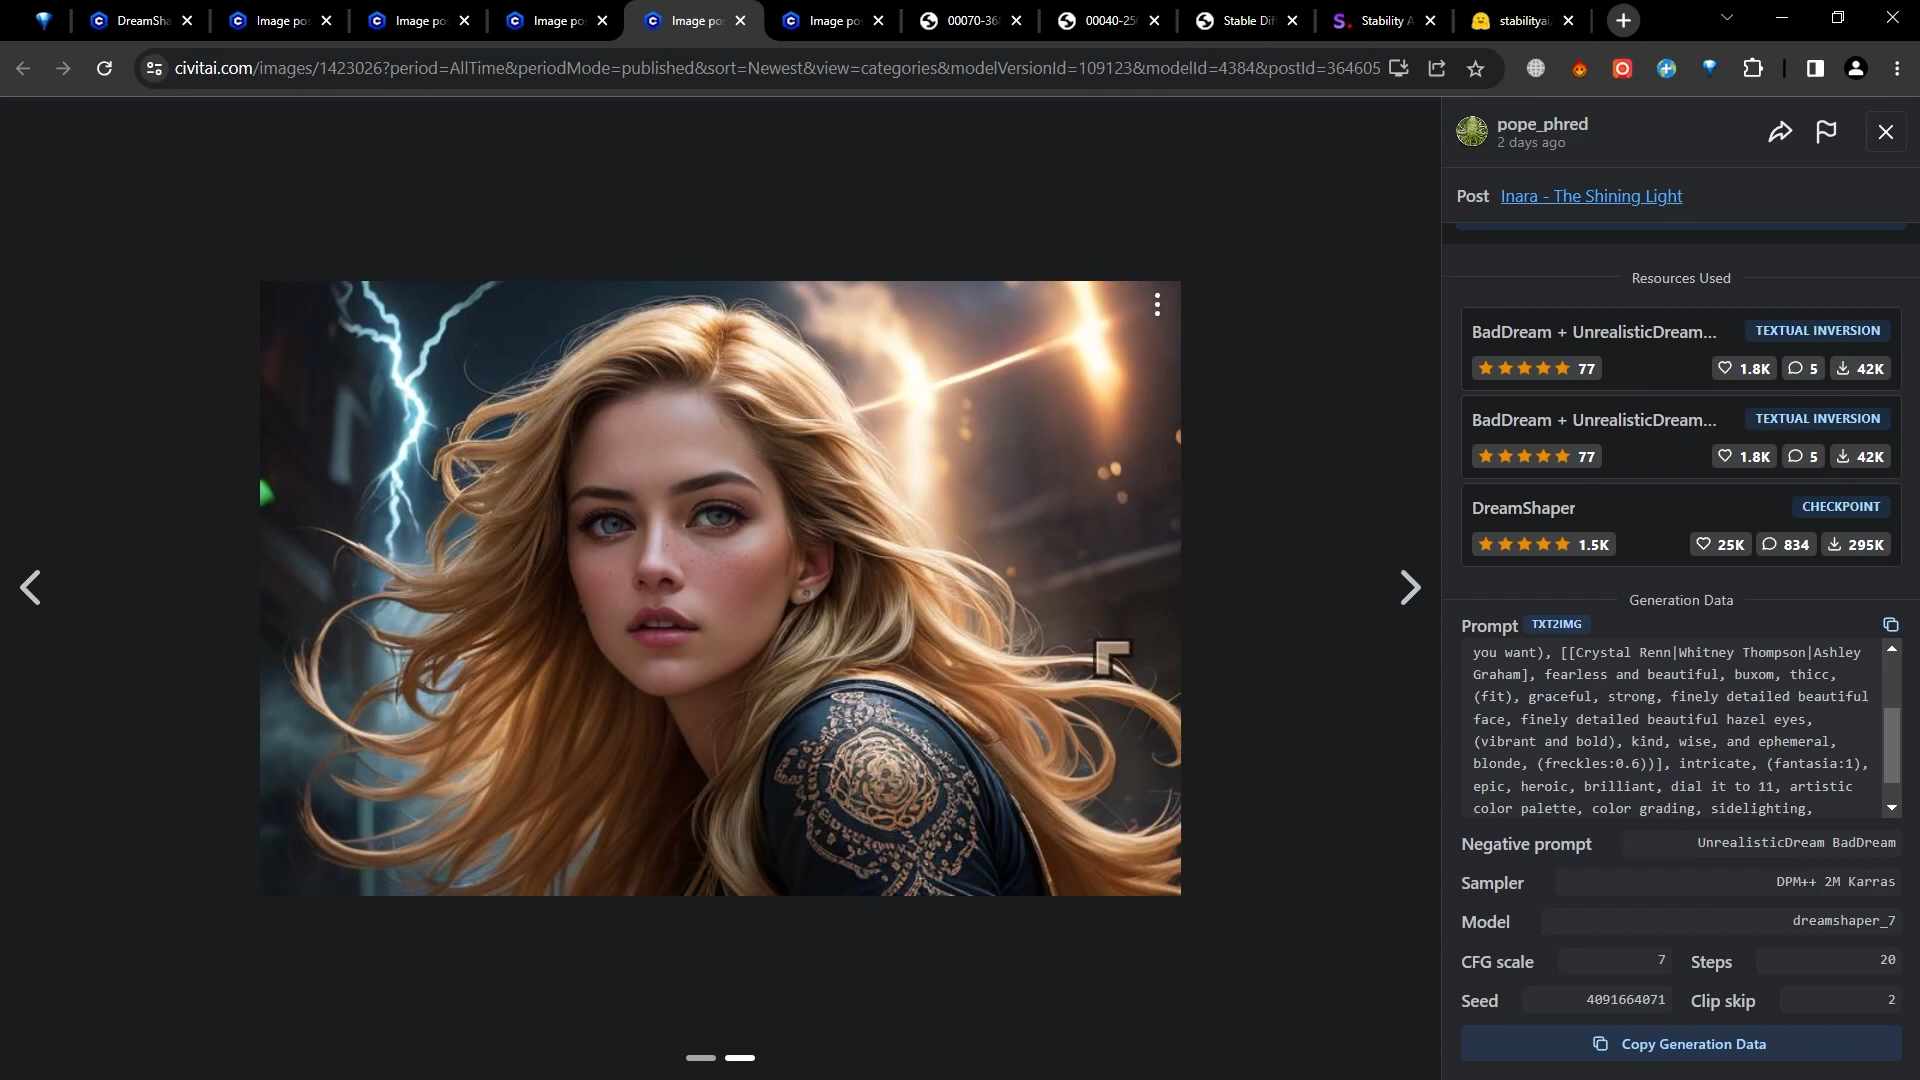 DreamSha
Image po
Image po
Image po
Image po
Image po
00070-36
00040-25
Stable Dif
Stability A
stabilityai
civitai.com/images/1423026?period=AllTime&periodMode=published&sort=Newest&view=categories&modelVersionId=109123&modelId=4384&postId=364605
pope_phred
2 days ago
Post Inara - The Shining Light
Resources Used
BadDream + UnrealisticDream... TEXTUAL INVERSION
77 1.8K 5 42K
BadDream + UnrealisticDream... TEXTUAL INVERSION
77 1.8K 5 42K
DreamShaper CHECKPOINT
1.5K 25K 834 295K
Generation Data
Prompt TXT2IMG
you want), [[Crystal Renn|Whitney Thompson|Ashley
Graham], fearless and beautiful, buxom, thicc,
(fit), graceful, strong, finely detailed beautiful
face, finely detailed beautiful hazel eyes,
(vibrant and bold), kind, wise, and ephemeral,
blonde, (freckles:0.6))], intricate, (fantasia:1),
epic, heroic, brilliant, dial it to 11, artistic
color palette, color grading, sidelighting,
Negative prompt UnrealisticDream BadDream
Sampler DPM++ 2M Karras
Model dreamshaper_7
CFG scale 7 Steps 20
Seed 4091664071 Clip skip 2
Copy Generation Data